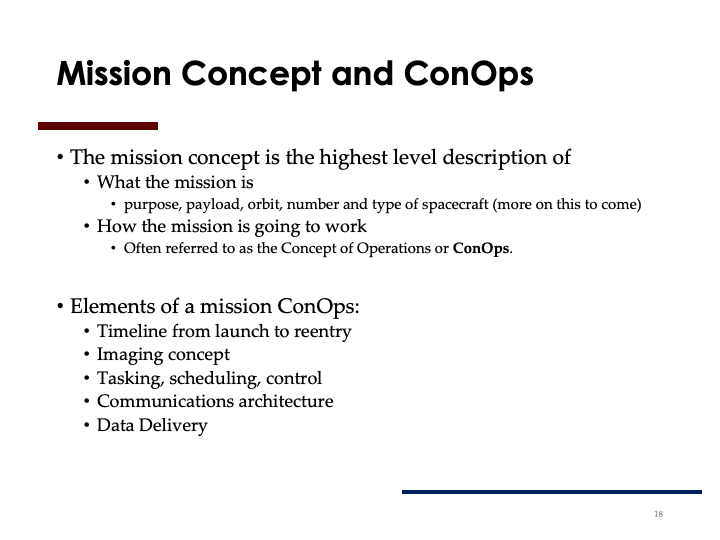 Mission Concept and ConOps
• The mission concept is the highest level description of
• What the mission is
• purpose, payload, orbit, number and type of spacecraft (more on this to come)
• How the mission is going to work
• Often referred to as the Concept of Operations or ConOps.
• Elements of a mission ConOps:
• Timeline from launch to reentry
• Imaging concept
• Tasking, scheduling, control
• Communications architecture
• Data Delivery
18